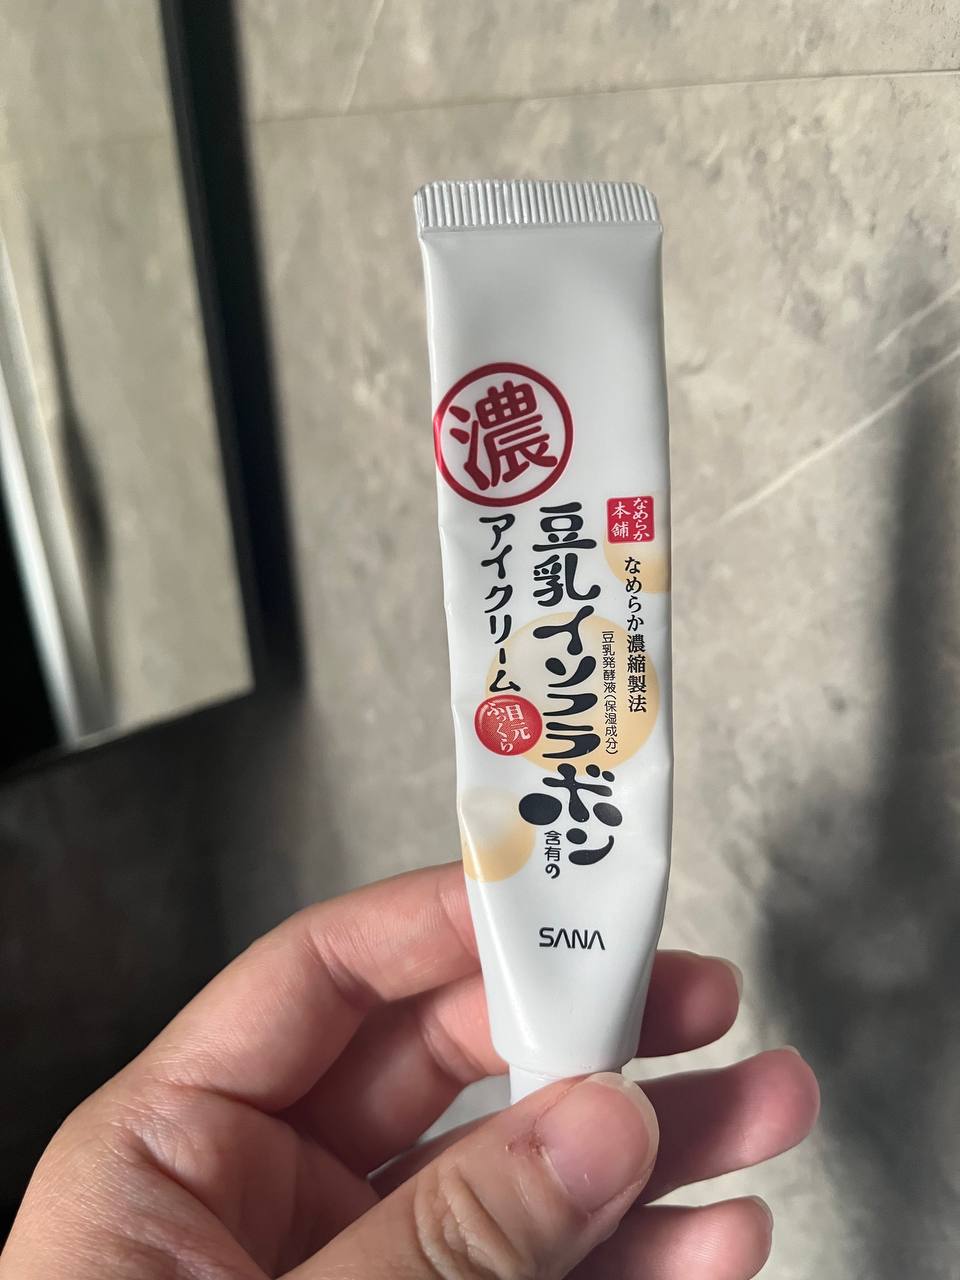 濃
なめらか
本舗
なめらか濃縮製法
豆乳発酵液(保湿成分)
豆乳イソフラボン
含有の
アイクリーム
目元
ふっくら
SANA